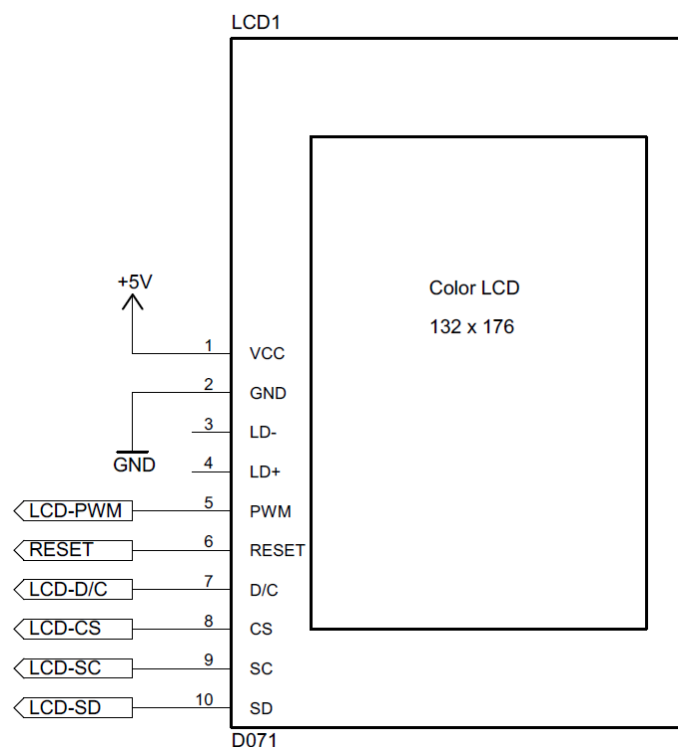 LCD1
Color LCD
132 x 176
+5V
1 VCC
2 GND
3 LD-
GND
4 LD+
LCD-PWM 5 PWM
RESET 6 RESET
LCD-D/C 7 D/C
LCD-CS 8 CS
LCD-SC 9 SC
LCD-SD 10 SD
D071